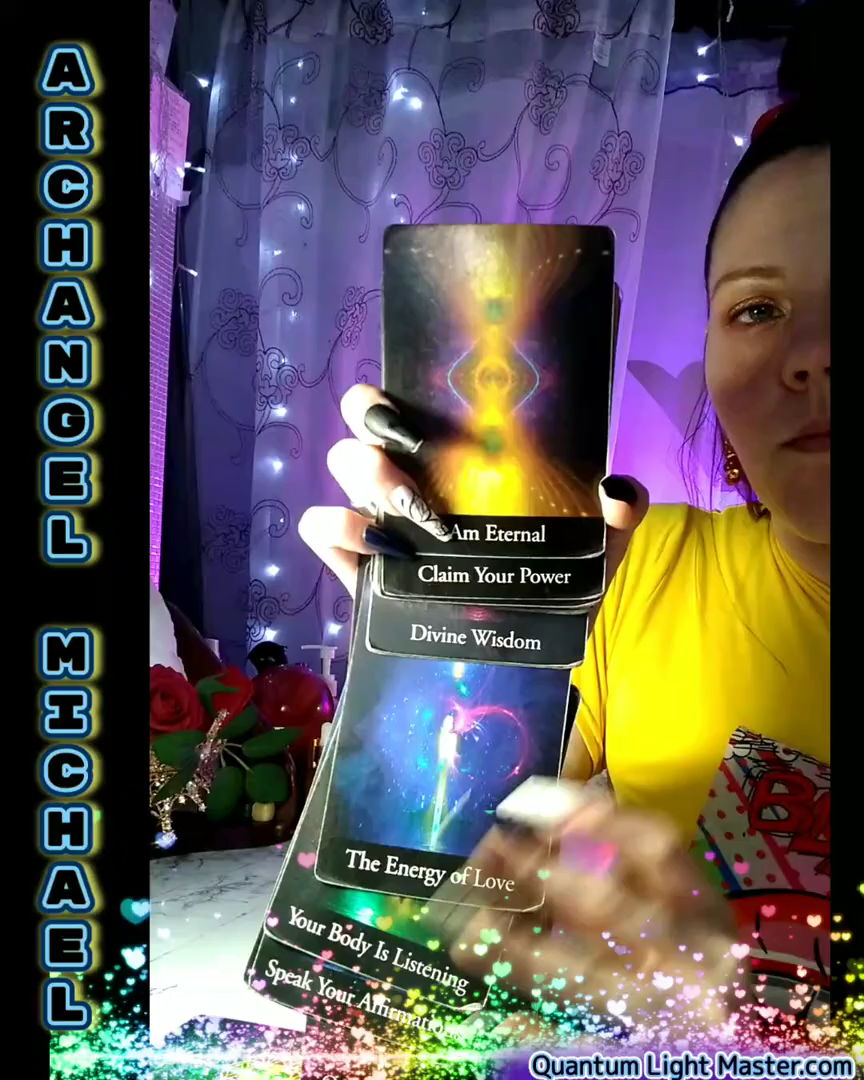 ARCHANGEL MICHAEL
Am Eternal
Claim Your Power
Divine Wisdom
The Energy of Love
Your Body Is Listening
Speak Your Affirmations
Quantum Light Master.com